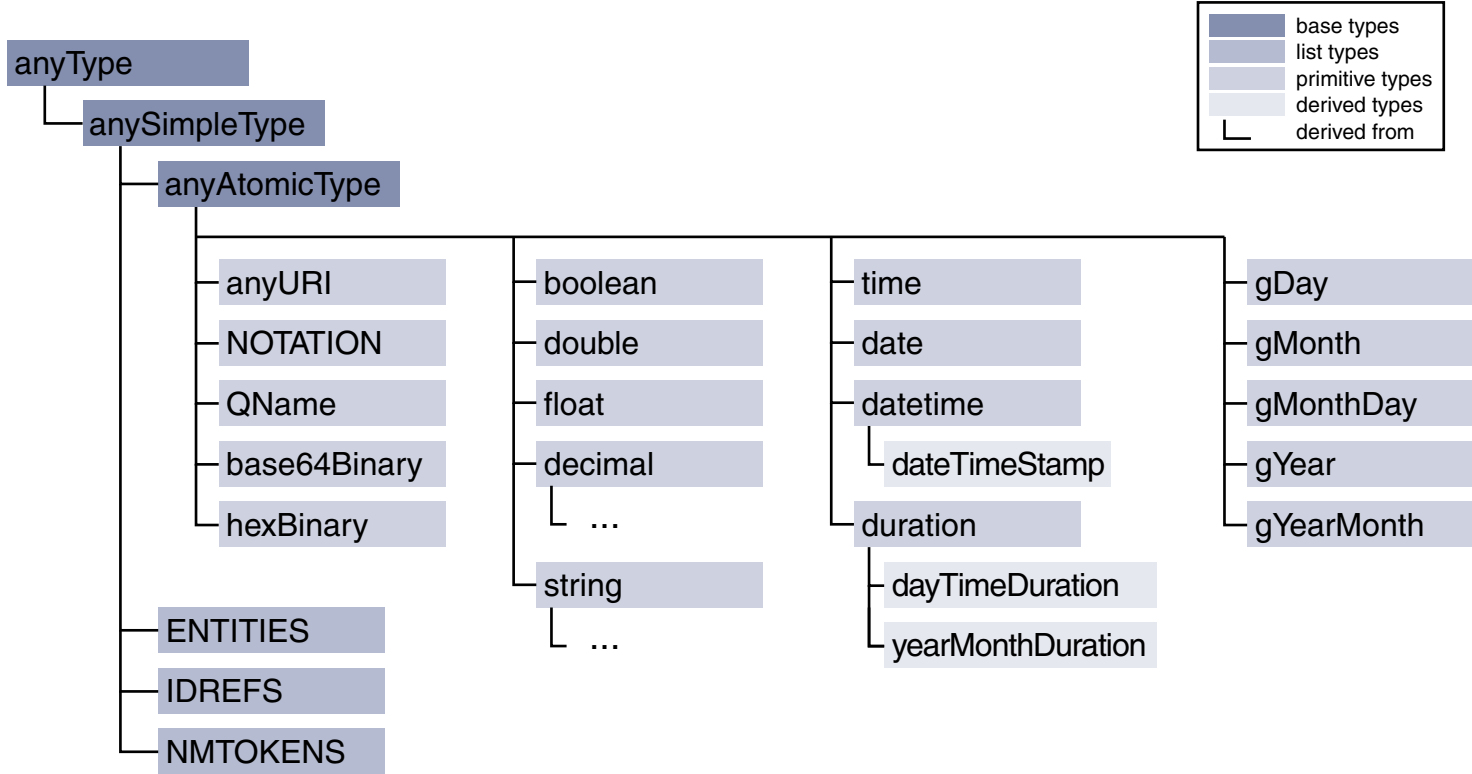 anyType
anySimpleType
anyAtomicType
anyURI
NOTATION
QName
base64Binary
hexBinary
boolean
double
float
decimal
...
string
...
time
date
datetime
dateTimeStamp
duration
dayTimeDuration
yearMonthDuration
gDay
gMonth
gMonthDay
gYear
gYearMonth
ENTITIES
IDREFS
NMTOKENS
base types
list types
primitive types
derived types
derived from